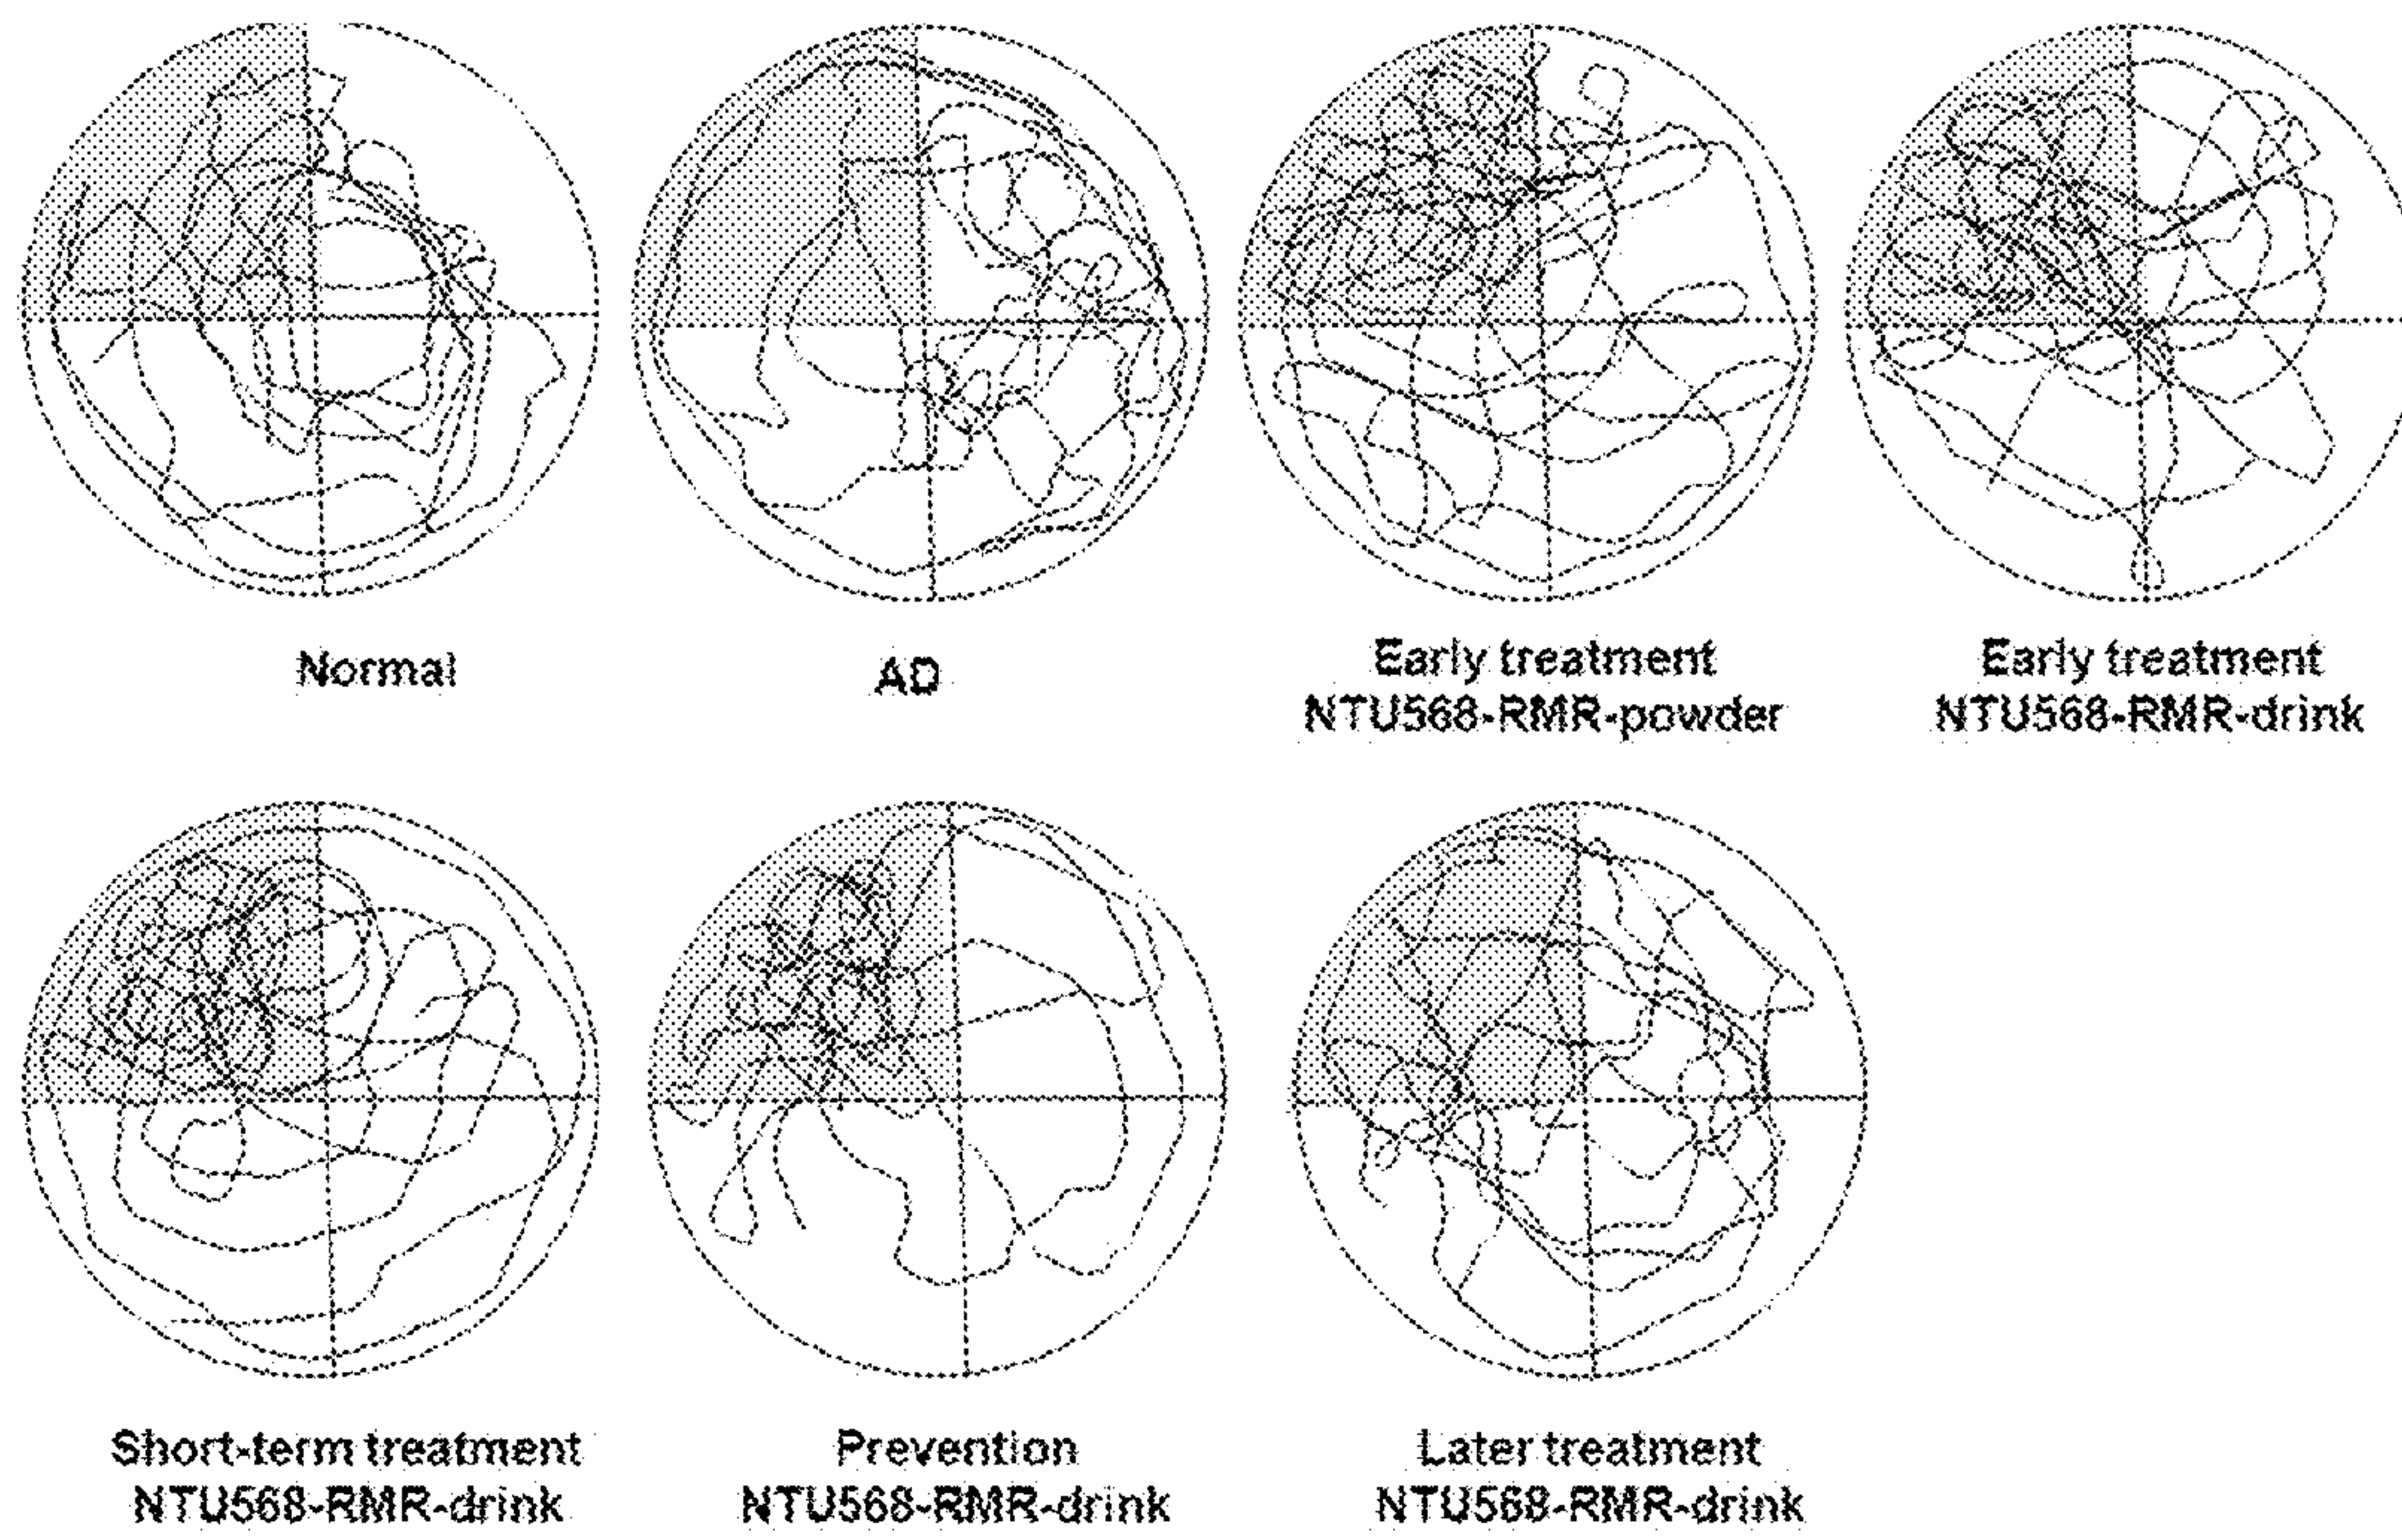 Normal
AD
Early treatment
NTU568-RMR-powder
Early treatment
NTU568-RMR-drink
Short-term treatment
NTU568-RMR-drink
Prevention
NTU568-RMR-drink
Later treatment
NTU568-RMR-drink